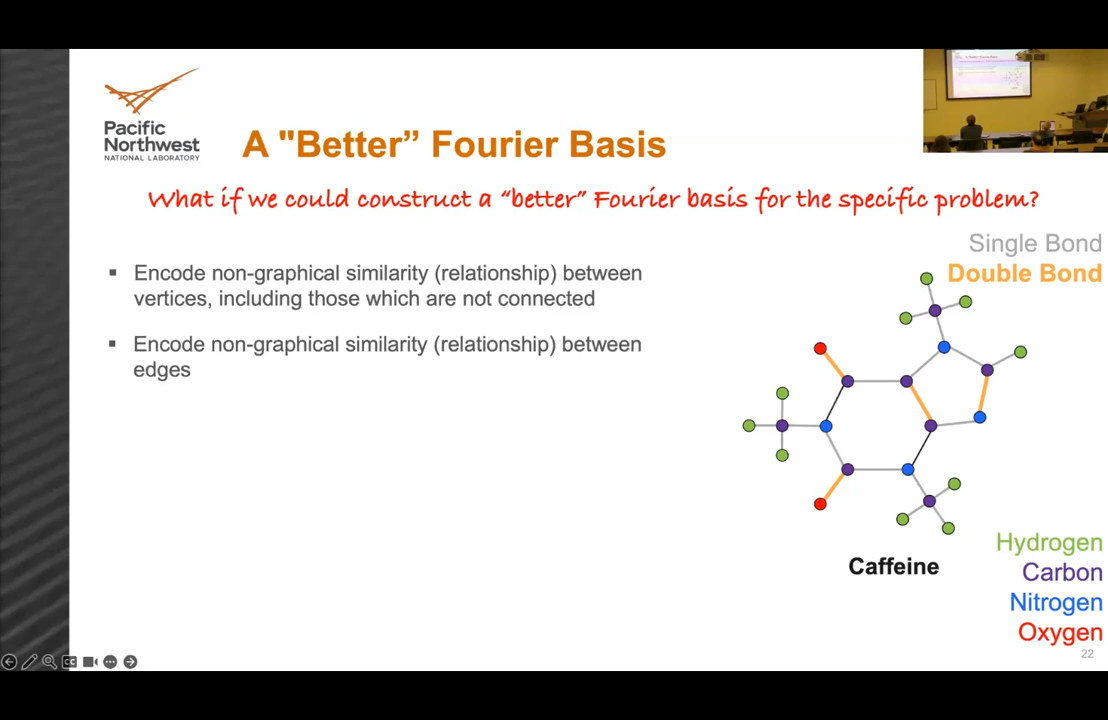 Pacific
Northwest
NATIONAL LABORATORY
A "Better” Fourier Basis
What if we could construct a “better” Fourier basis for the specific problem?
▪ Encode non-graphical similarity (relationship) between
vertices, including those which are not connected
▪ Encode non-graphical similarity (relationship) between
edges
Single Bond
Double Bond
Caffeine
Hydrogen
Carbon
Nitrogen
Oxygen
22
CC